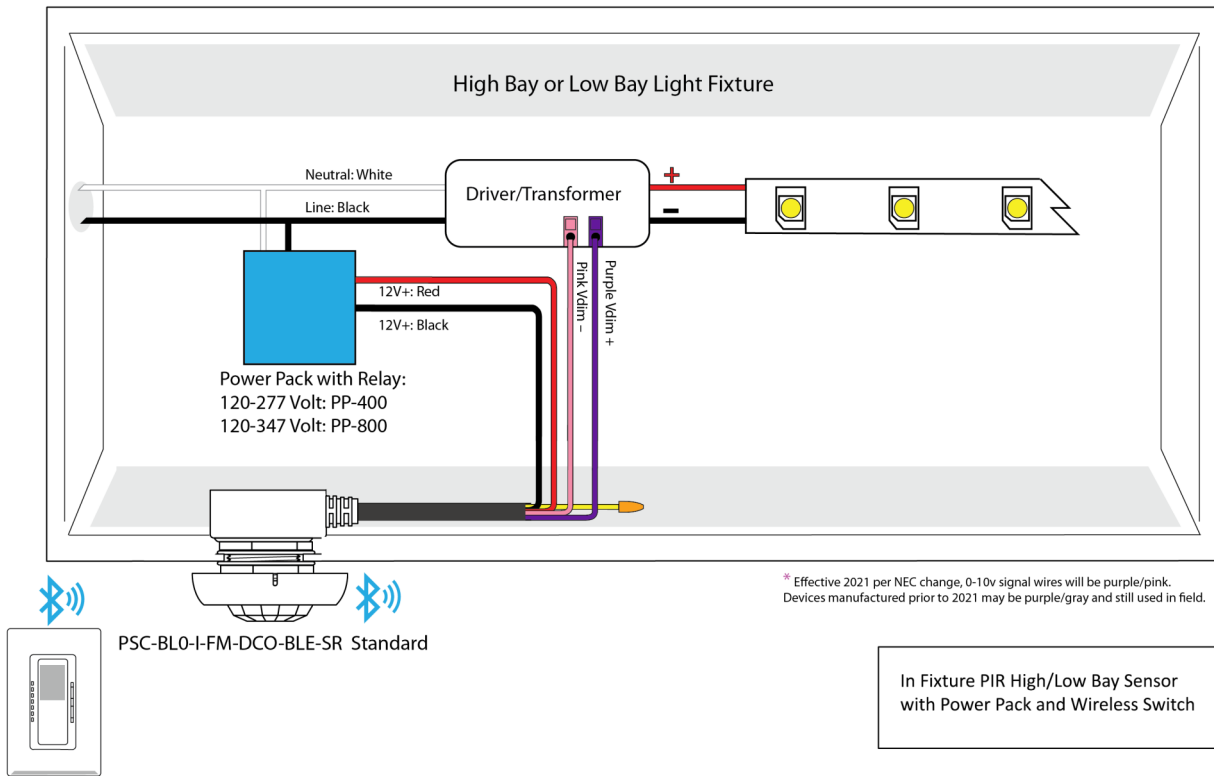 High Bay or Low Bay Light Fixture
Neutral: White
Line: Black
Driver/Transformer
+
–
Pink Vdim –
Purple Vdim +
12V+: Red
12V+: Black
Power Pack with Relay:
120-277 Volt: PP-400
120-347 Volt: PP-800
* Effective 2021 per NEC change, 0-10v signal wires will be purple/pink.
Devices manufactured prior to 2021 may be purple/gray and still used in field.
PSC-BL0-I-FM-DCO-BLE-SR Standard
In Fixture PIR High/Low Bay Sensor
with Power Pack and Wireless Switch